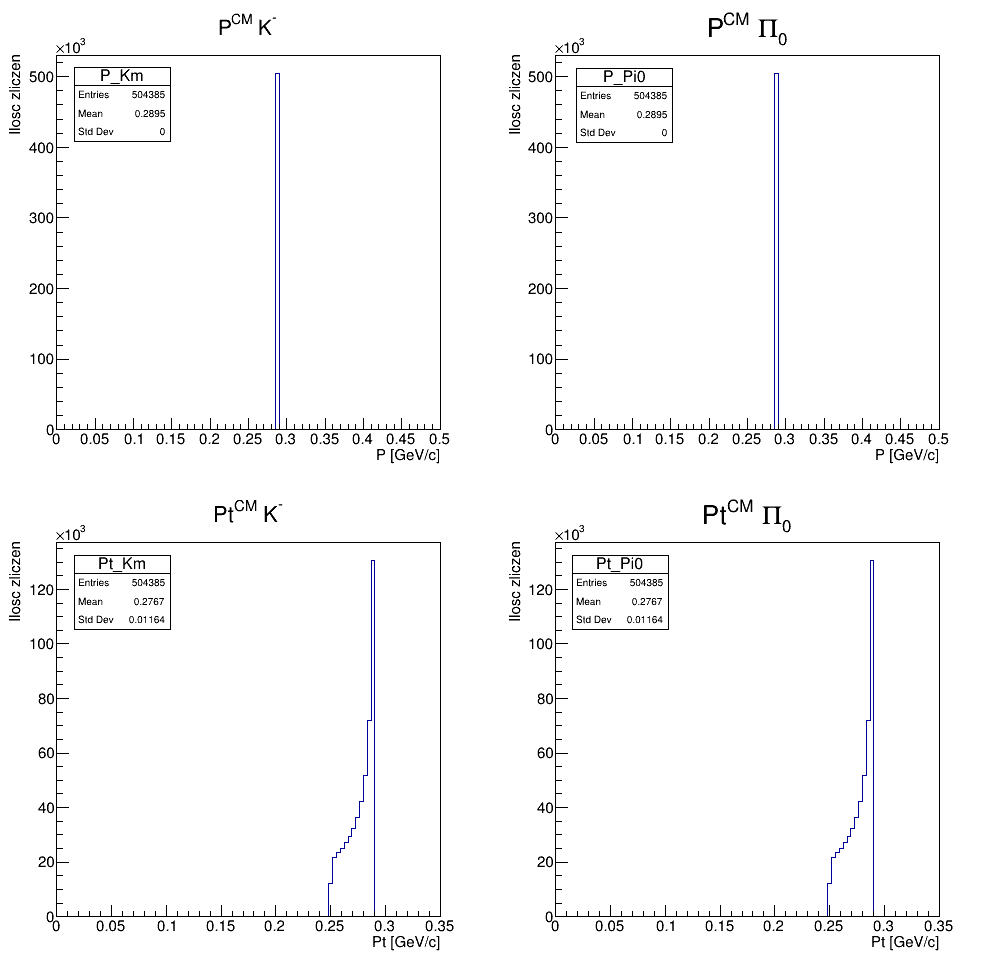 P^CM K^-
×10^3
Ilosc zliczen
P_Km
Entries 504385
Mean 0.2895
Std Dev 0
500
400
300
200
100
0
0 0.05 0.1 0.15 0.2 0.25 0.3 0.35 0.4 0.45 0.5
P [GeV/c]
P^CM Π_0
×10^3
Ilosc zliczen
P_Pi0
Entries 504385
Mean 0.2895
Std Dev 0
500
400
300
200
100
0
0 0.05 0.1 0.15 0.2 0.25 0.3 0.35 0.4 0.45 0.5
P [GeV/c]
Pt^CM K^-
×10^3
Ilosc zliczen
Pt_Km
Entries 504385
Mean 0.2767
Std Dev 0.01164
120
100
80
60
40
20
0
0 0.05 0.1 0.15 0.2 0.25 0.3 0.35
Pt [GeV/c]
Pt^CM Π_0
×10^3
Ilosc zliczen
Pt_Pi0
Entries 504385
Mean 0.2767
Std Dev 0.01164
120
100
80
60
40
20
0
0 0.05 0.1 0.15 0.2 0.25 0.3 0.35
Pt [GeV/c]